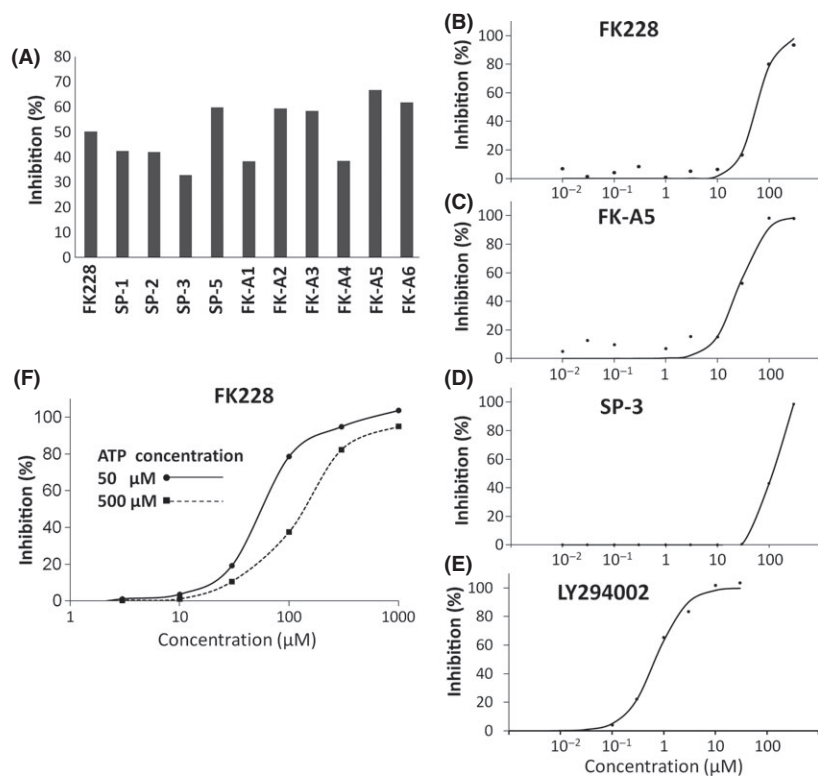 (A)
Inhibition (%)
80
70
60
50
40
30
20
10
0
FK228
SP-1
SP-2
SP-3
SP-5
FK-A1
FK-A2
FK-A3
FK-A4
FK-A5
FK-A6
(B)
FK228
Inhibition (%)
100
80
60
40
20
0
10⁻² 10⁻¹ 1 10 100
(C)
FK-A5
Inhibition (%)
100
80
60
40
20
0
10⁻² 10⁻¹ 1 10 100
(D)
SP-3
Inhibition (%)
100
80
60
40
20
0
10⁻² 10⁻¹ 1 10 100
(E)
LY294002
Inhibition (%)
100
80
60
40
20
0
10⁻² 10⁻¹ 1 10 100
Concentration (µM)
(F)
FK228
Inhibition (%)
100
80
60
40
20
0
ATP concentration
50 µM
500 µM
1 10 100 1000
Concentration (µM)